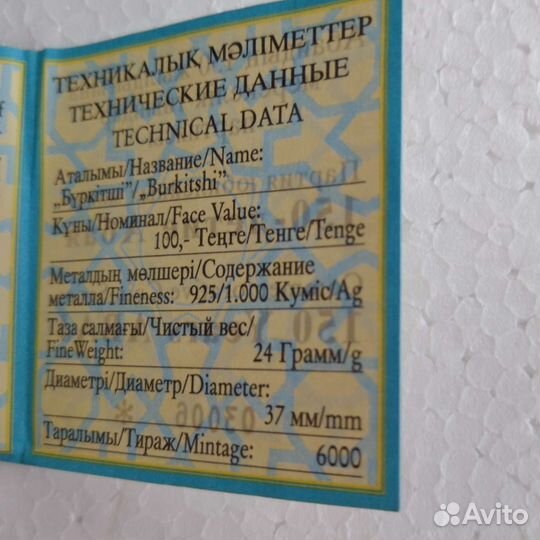 ТЕХНИКАЛЫҚ МӘЛІМЕТТЕР
ТЕХНИЧЕСКИЕ ДАННЫЕ
TECHNICAL DATA
Аталымы/Название/Name:
„Бүркітші”/„Burkitshi”
Құны/Номинал/Face Value:
100,- Теңге/Тенге/Tenge
Металдың мөлшері/Содержание
металла/Fineness: 925/1.000 Күміс/Ag
Таза салмағы/Чистый вес/
FineWeight: 24 Грамм/g
Диаметрі/Диаметр/Diameter:
37 мм/mm
Таралымы/Тираж/Mintage: 6000
Avito